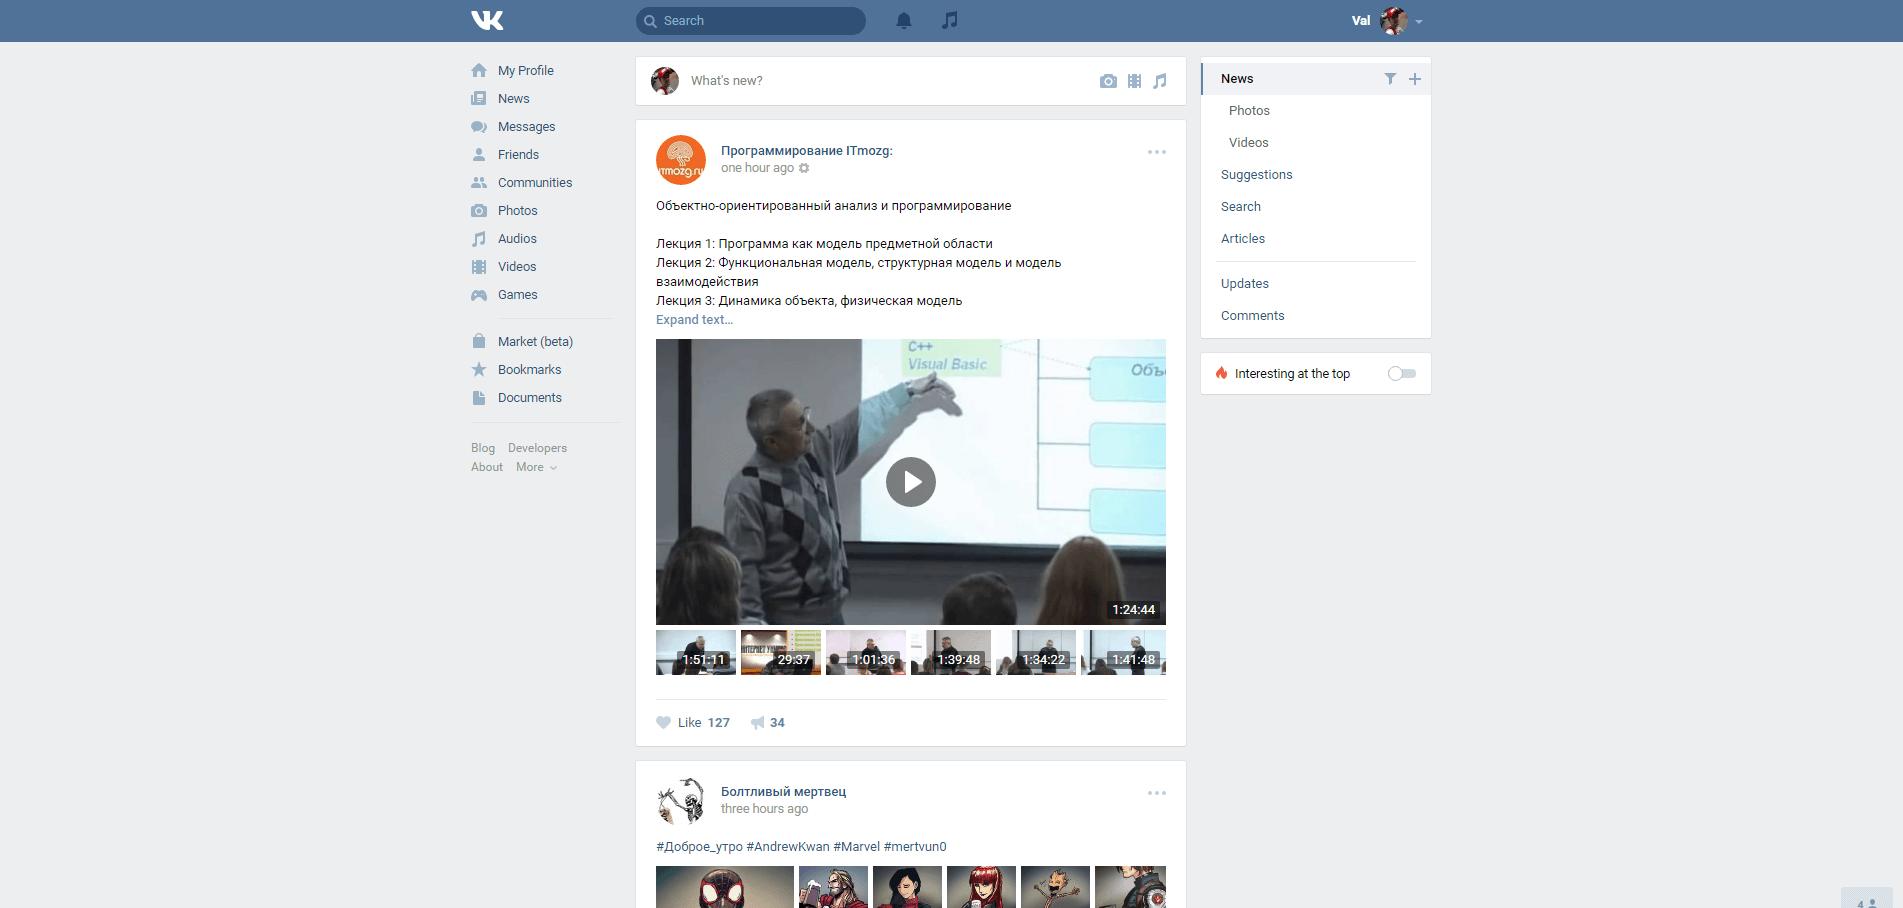 Search
Val
My Profile
News
Messages
Friends
Communities
Photos
Audios
Videos
Games
Market (beta)
Bookmarks
Documents
Blog Developers
About More
What's new?
Программирование ITmozg:
one hour ago
ITmozg.ru
Объектно-ориентированный анализ и программирование
Лекция 1: Программа как модель предметной области
Лекция 2: Функциональная модель, структурная модель и модель
взаимодействия
Лекция 3: Динамика объекта, физическая модель
Expand text...
C++
Visual Basic
Объ
1:24:44
1:51:11 29:37 1:01:36 1:39:48 1:34:22 1:41:48
Like 127 34
Болтливый мертвец
three hours ago
#Доброе_утро #AndrewKwan #Marvel #mertvun0
News
Photos
Videos
Suggestions
Search
Articles
Updates
Comments
Interesting at the top
4